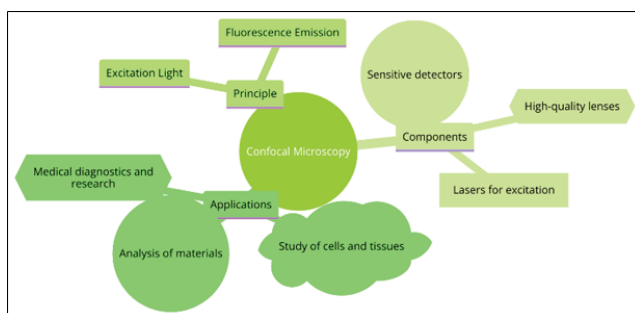 Fluorescence Emission
Excitation Light
Principle
Sensitive detectors
High-quality lenses
Components
Confocal Microscopy
Lasers for excitation
Medical diagnostics and
research
Applications
Analysis of materials
Study of cells and tissues